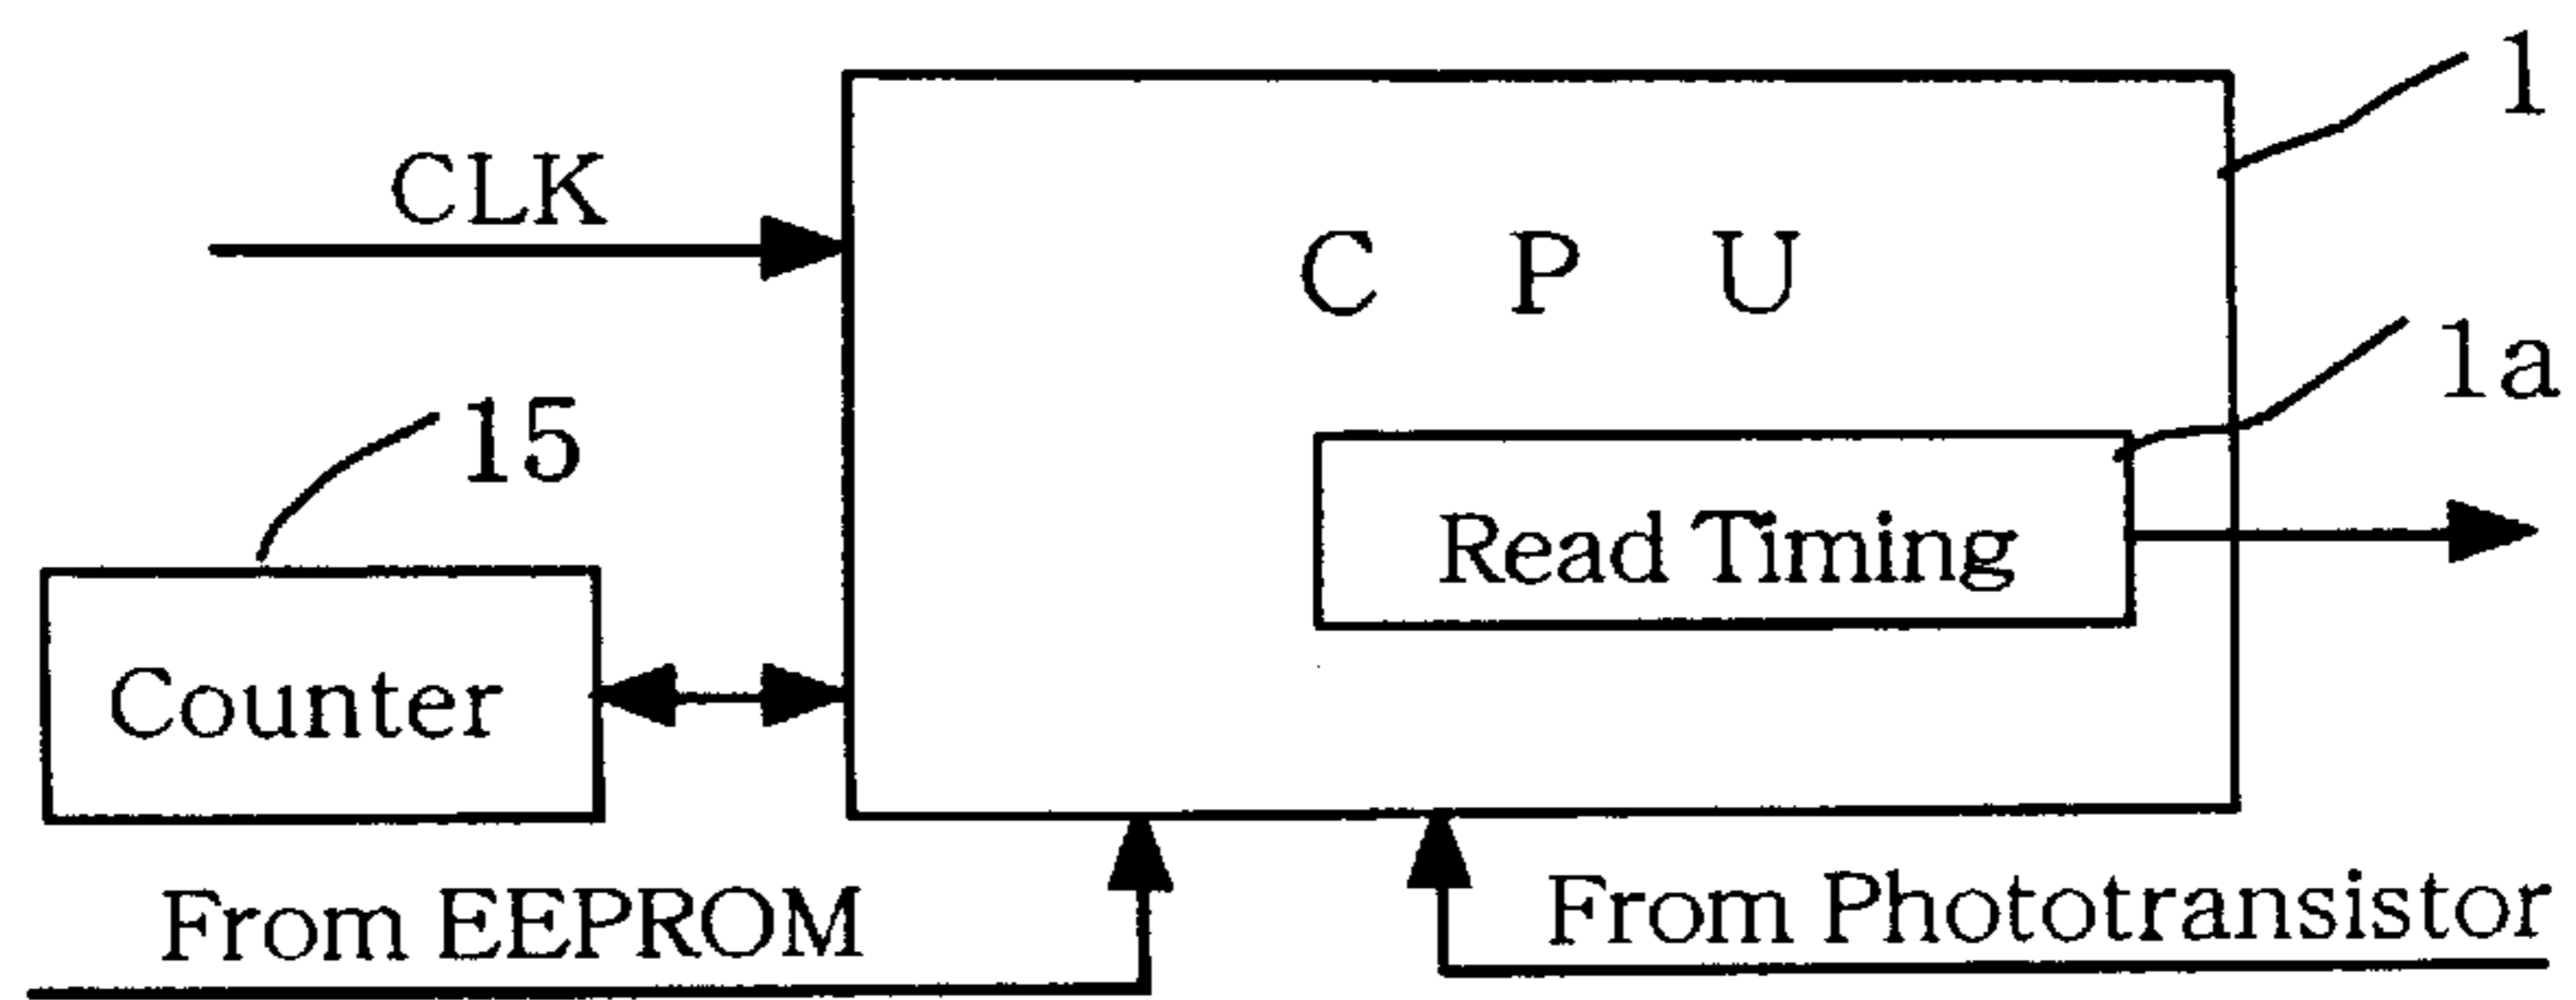 1
CLK
C P U
1a
15
Read Timing
Counter
From EEPROM
From Phototransistor